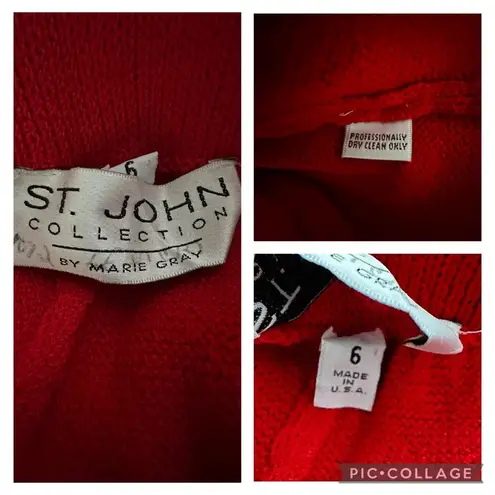 6
ST. JOHN
COLLECTION
BY MARIE GRAY
PROFESSIONALLY
DRY CLEAN ONLY
6
MADE
IN
U.S.A.
PIC•COLLAGE